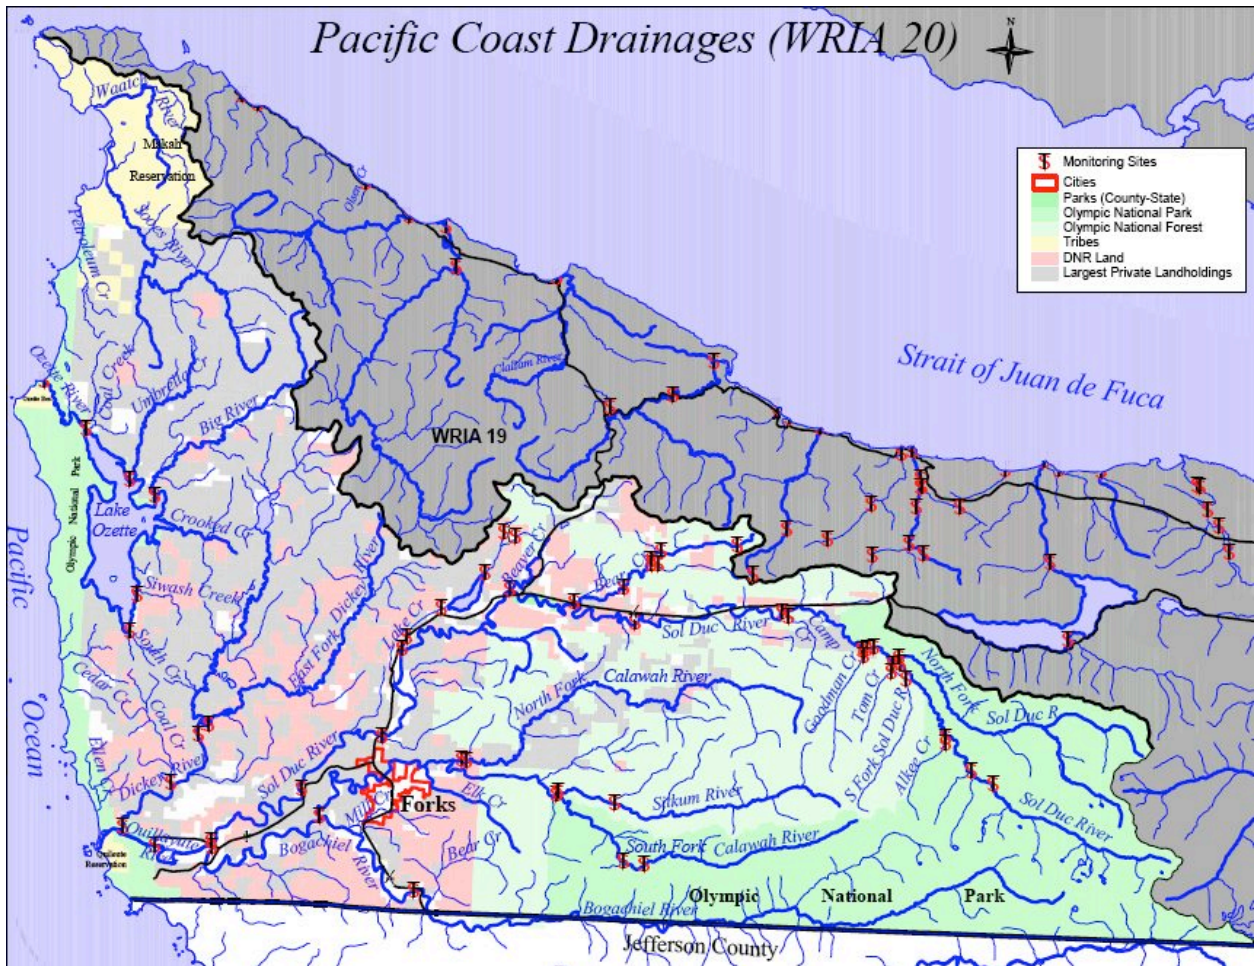 Pacific Coast Drainages (WRIA 20)
N
Monitoring Sites
Cities
Parks (County-State)
Olympic National Park
Olympic National Forest
Tribes
DNR Land
Largest Private Landholdings
Waatch
River
Makah
Reservation
Olsen Cr
Petroleum Cr
Sooes River
Strait of Juan de Fuca
Clallam River
Ozette River
Coal Creek
Umbrella Cr
Big River
WRIA 19
Olympic National Park
Lake
Ozette
Crooked Cr
Pacific
Ocean
Siwash Creek
East Fork Dickey River
Beaver Cr
Bear Cr
Lake Cr
Sol Duc River
Camp
Cr
South Cr
Cedar Cr
Coal Cr
Goodman Cr
Tom Cr
S Fork Sol Duc R
North Fork
Sol Duc R
North Fork
Calawah River
Ellen Cr
Dickey River
Sol Duc River
Alker Cr
Elk Cr
Forks
Mill Cr
Sitkum River
Sol Duc River
Quillayute
River
Bogachiel
River
Bear Cr
South Fork
Calawah River
Quileute
Reservation
Olympic
National
Park
Bogachiel River
Jefferson County